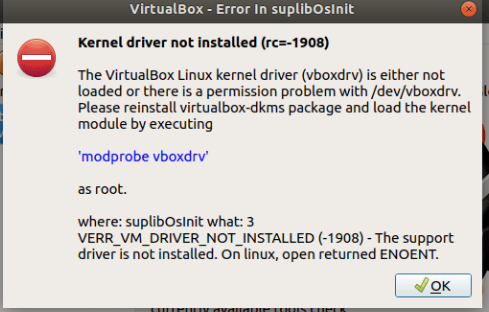 VirtualBox - Error In suplibOsInit
Kernel driver not installed (rc=-1908)
The VirtualBox Linux kernel driver (vboxdrv) is either not
loaded or there is a permission problem with /dev/vboxdrv.
Please reinstall virtualbox-dkms package and load the kernel
module by executing
'modprobe vboxdrv'
as root.
where: suplibOsInit what: 3
VERR_VM_DRIVER_NOT_INSTALLED (-1908) - The support
driver is not installed. On linux, open returned ENOENT.
OK